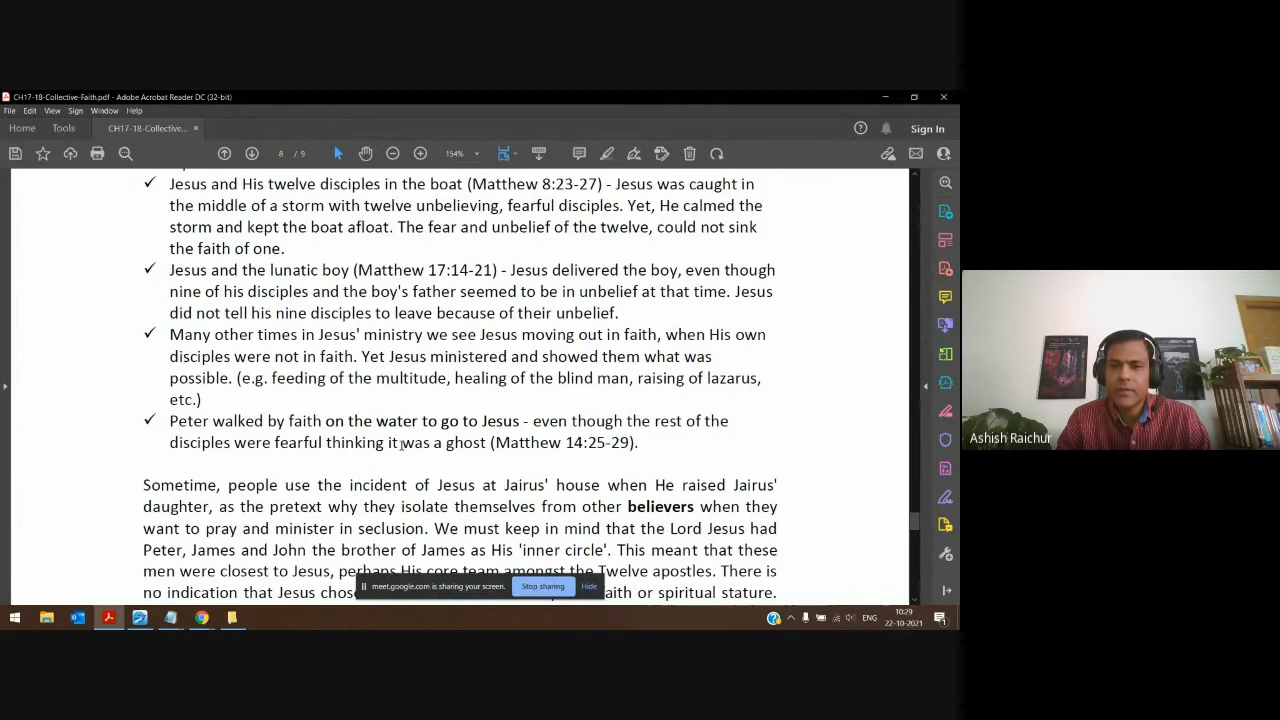 CH17-18-Collective-Faith.pdf - Adobe Acrobat Reader DC (32-bit)
File Edit View Sign Window Help
Home Tools CH17-18-Collective... × Sign In
8 / 9 154%
Jesus and His twelve disciples in the boat (Matthew 8:23-27) - Jesus was caught in
the middle of a storm with twelve unbelieving, fearful disciples. Yet, He calmed the
storm and kept the boat afloat. The fear and unbelief of the twelve, could not sink
the faith of one.
Jesus and the lunatic boy (Matthew 17:14-21) - Jesus delivered the boy, even though
nine of his disciples and the boy's father seemed to be in unbelief at that time. Jesus
did not tell his nine disciples to leave because of their unbelief.
Many other times in Jesus' ministry we see Jesus moving out in faith, when His own
disciples were not in faith. Yet Jesus ministered and showed them what was
possible. (e.g. feeding of the multitude, healing of the blind man, raising of lazarus,
etc.)
Peter walked by faith on the water to go to Jesus - even though the rest of the
disciples were fearful thinking it was a ghost (Matthew 14:25-29).
Sometime, people use the incident of Jesus at Jairus' house when He raised Jairus'
daughter, as the pretext why they isolate themselves from other believers when they
want to pray and minister in seclusion. We must keep in mind that the Lord Jesus had
Peter, James and John the brother of James as His 'inner circle'. This meant that these
men were closest to Jesus, perhaps His core team amongst the Twelve apostles. There is
no indication that Jesus chose faith or spiritual stature.
meet.google.com is sharing your screen. Stop sharing Hide
ENG
10:29
22-10-2021
Ashish Raichur